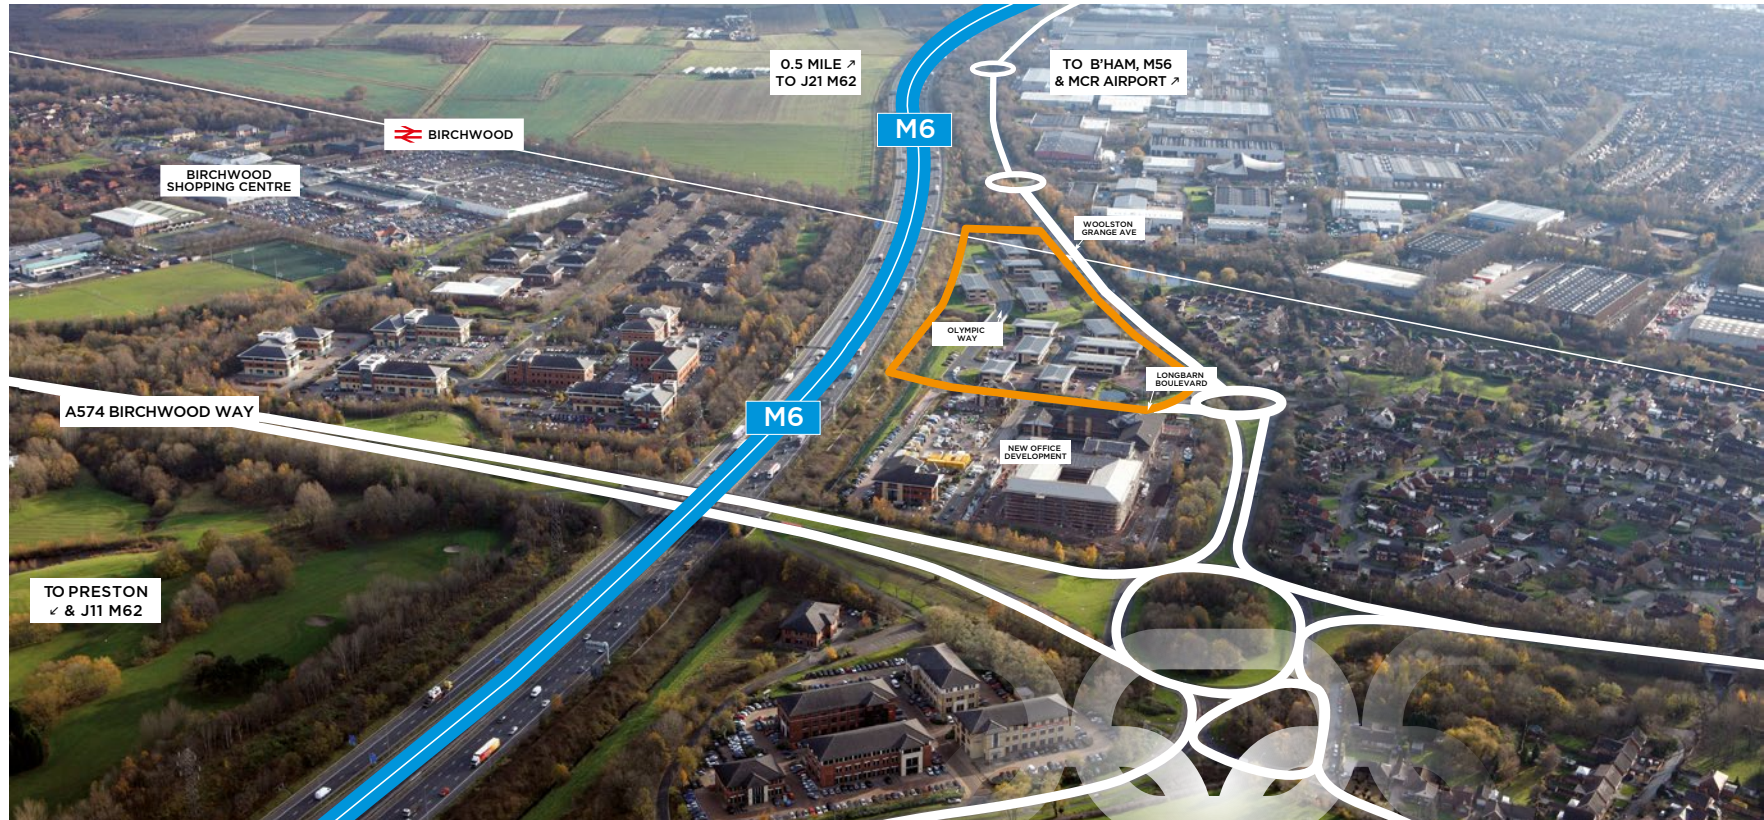 0.5 MILE ↗
TO J21 M62
TO B'HAM, M56
& MCR AIRPORT ↗
M6
BIRCHWOOD
BIRCHWOOD
SHOPPING CENTRE
WOOLSTON
GRANGE AVE
OLYMPIC
WAY
LONGBARN
BOULEVARD
A574 BIRCHWOOD WAY
M6
NEW OFFICE
DEVELOPMENT
TO PRESTON
↙ & J11 M62